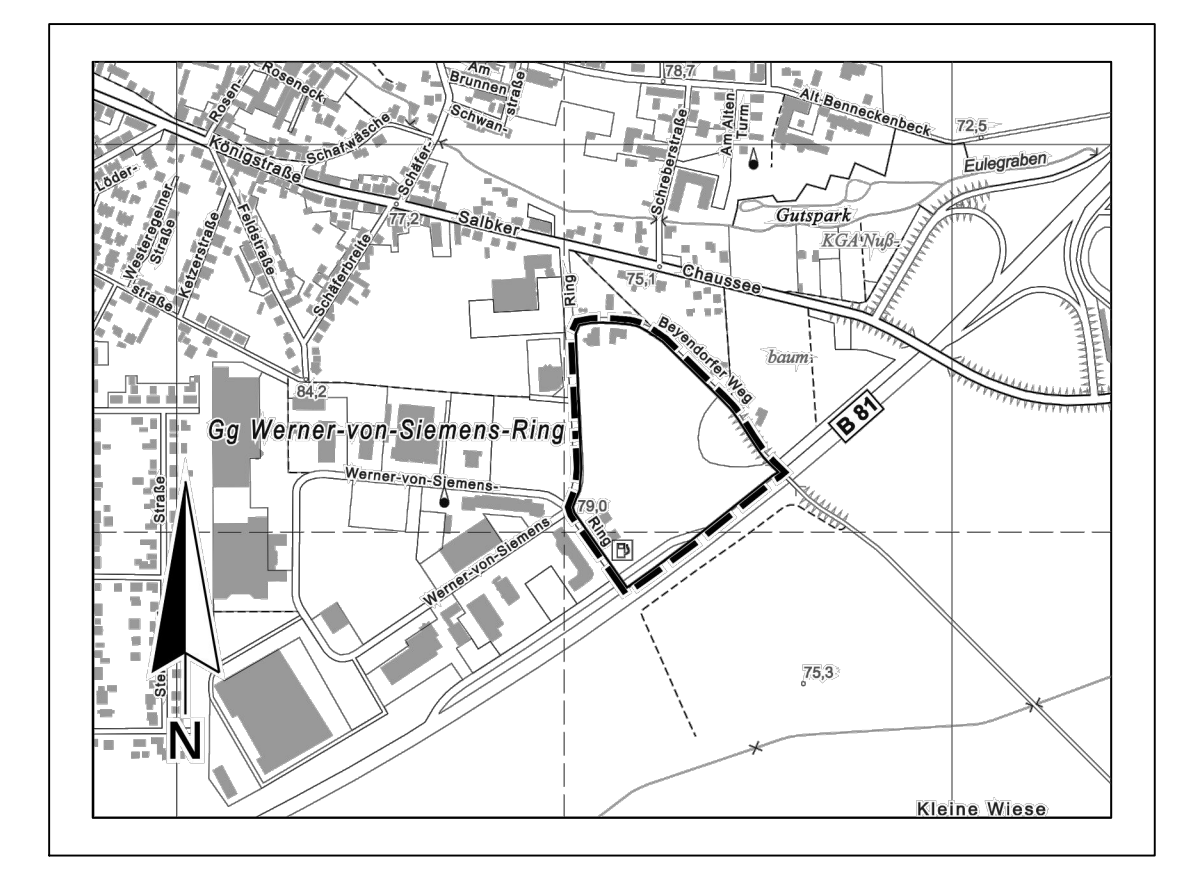 Roseneck
Rosen-
Am
Brunnen
Schwan-
straße
78,7
Alt-Benneckenbeck
72,5
Eulegraben
Am Alten
Turm
Schreberstraße
Schafwäsche
Königstraße
Schäfer-
Löder-
77,2
Salbker
Gutspark
KGA Nuß-
Westeregelner-
Straße
Ketzerstraße
Feldstraße
Schäferbreite
straße
Ring
75,1
Chaussee
Beyendorfer Weg
baum
84,2
B 81
Gg Werner-von-Siemens-Ring
Werner-von-Siemens-
79,0
Ring
Straße
Werner-von-Siemens
75,3
N
Kleine Wiese